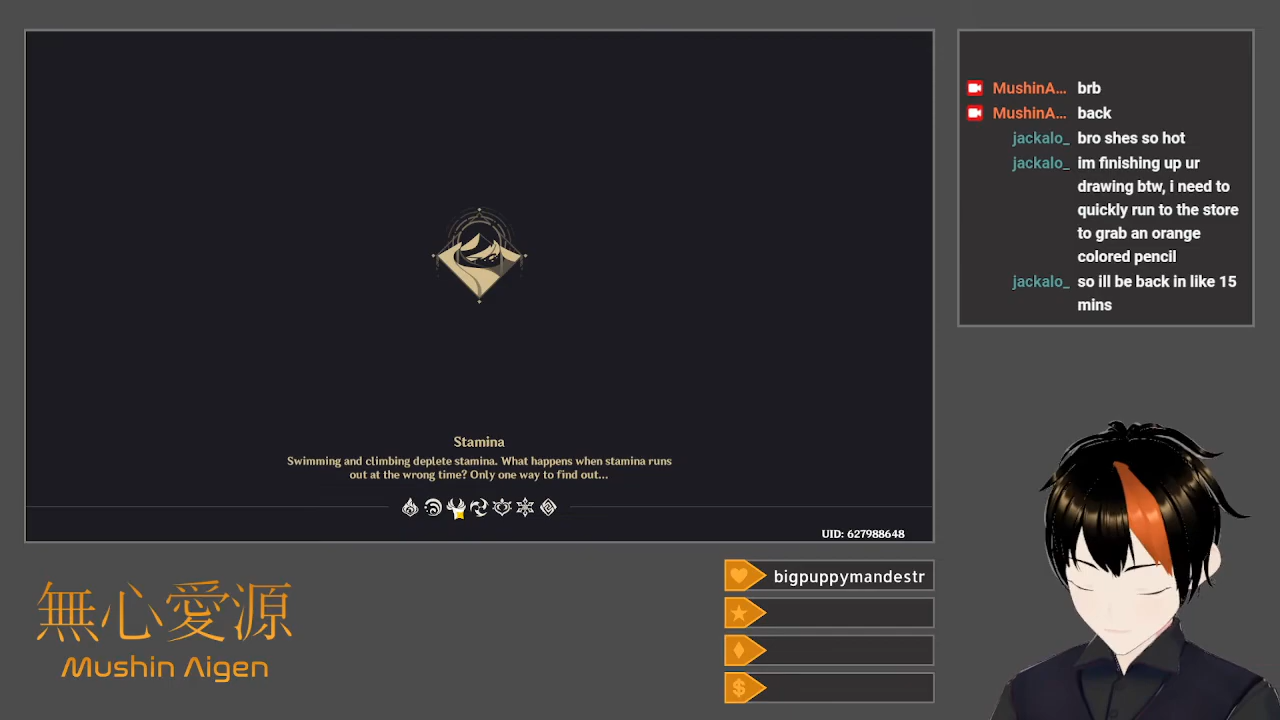 MushinA... brb
MushinA... back
jackalo_ bro shes so hot
jackalo_ im finishing up ur
drawing btw, i need to
quickly run to the store
to grab an orange
colored pencil
jackalo_ so ill be back in like 15
mins
Stamina
Swimming and climbing deplete stamina. What happens when stamina runs
out at the wrong time? Only one way to find out...
UID: 627988648
bigpuppymandestr
無心愛源
Mushin Aigen